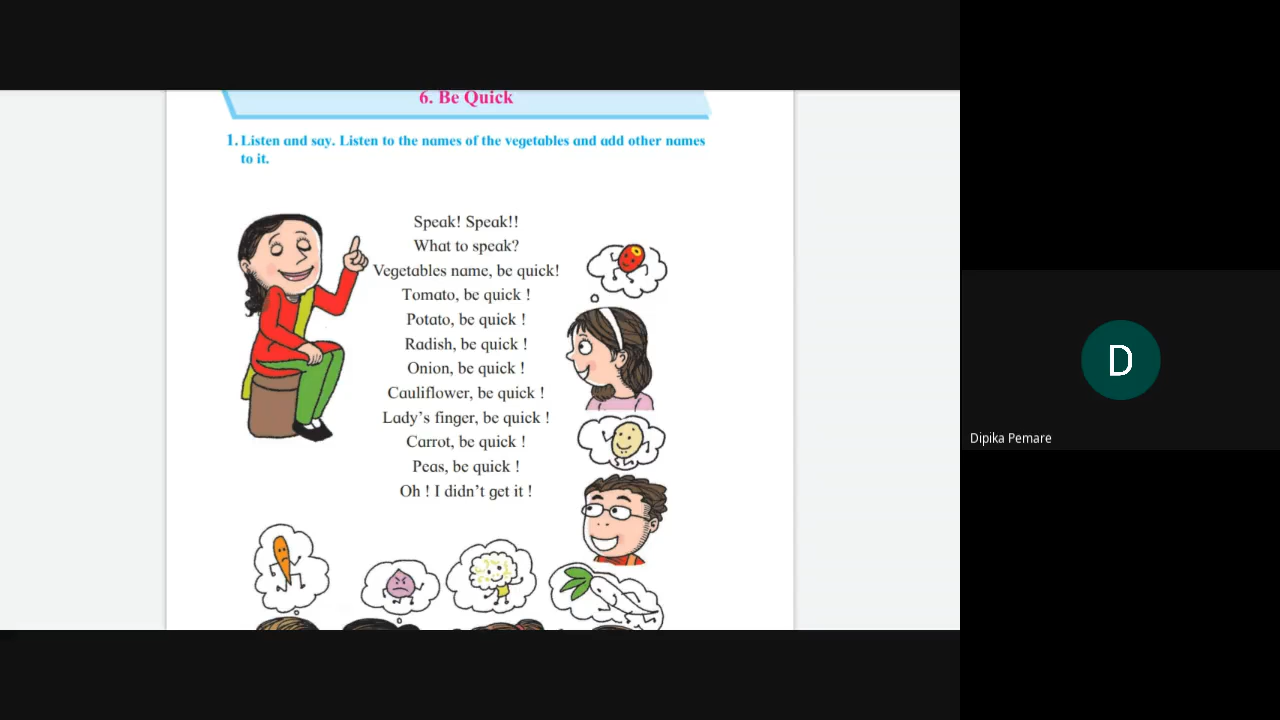 6. Be Quick
1. Listen and say. Listen to the names of the vegetables and add other names
to it.
Speak! Speak!!
What to speak?
Vegetables name, be quick!
Tomato, be quick !
Potato, be quick !
Radish, be quick !
Onion, be quick !
Cauliflower, be quick !
Lady's finger, be quick !
Carrot, be quick !
Peas, be quick !
Oh ! I didn't get it !
D
Dipika Pemare